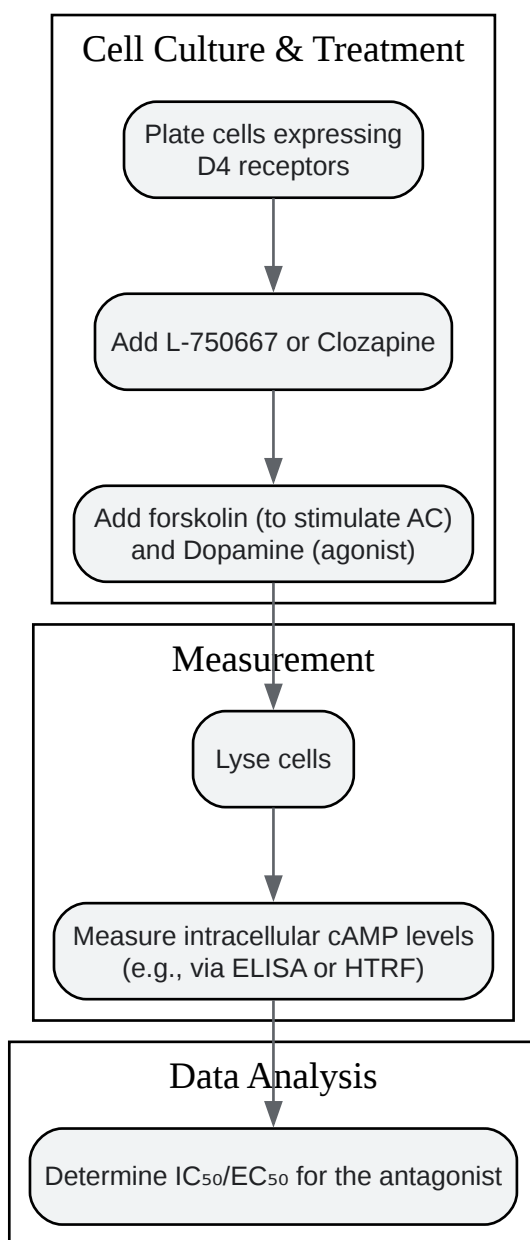 Cell Culture & Treatment
Plate cells expressing
D4 receptors
Add L-750667 or Clozapine
Add forskolin (to stimulate AC)
and Dopamine (agonist)
Measurement
Lyse cells
Measure intracellular cAMP levels
(e.g., via ELISA or HTRF)
Data Analysis
Determine IC₅₀/EC₅₀ for the antagonist